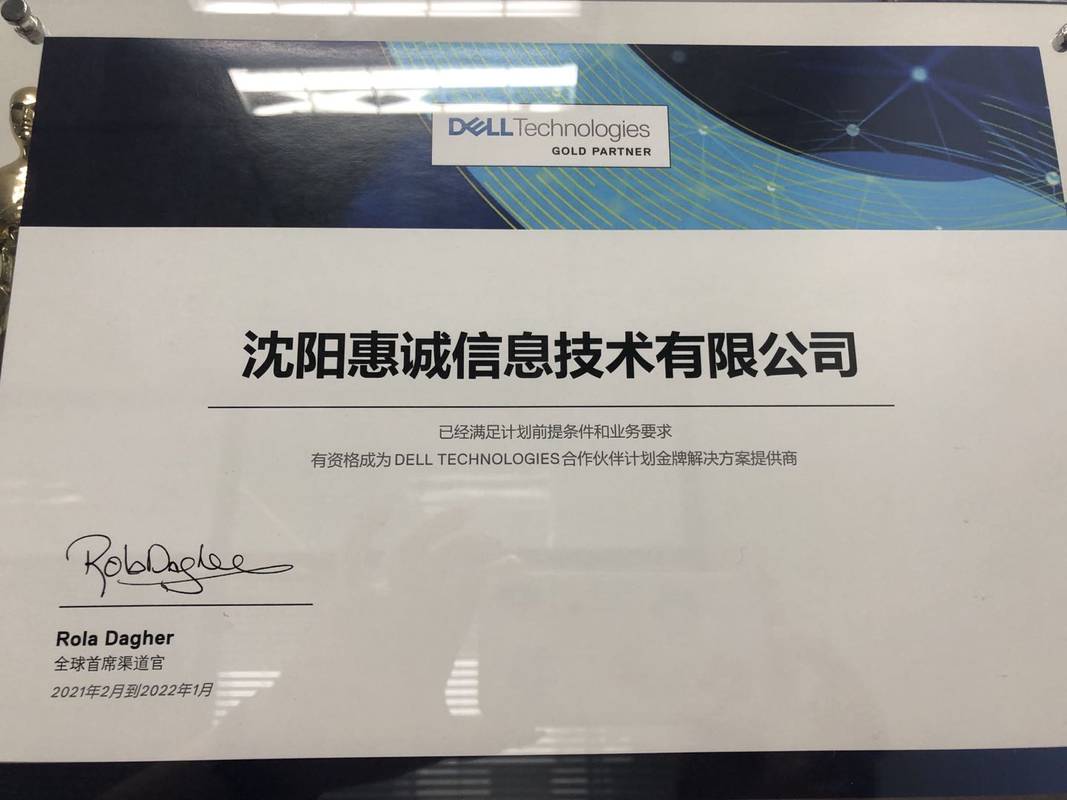 DELLTechnologies
GOLD PARTNER
沈阳惠诚信息技术有限公司
已经满足计划前提条件和业务要求
有资格成为 DELL TECHNOLOGIES 合作伙伴计划金牌解决方案提供商
Rola Dagher
Rola Dagher
全球首席渠道官
2021年2月到2022年1月